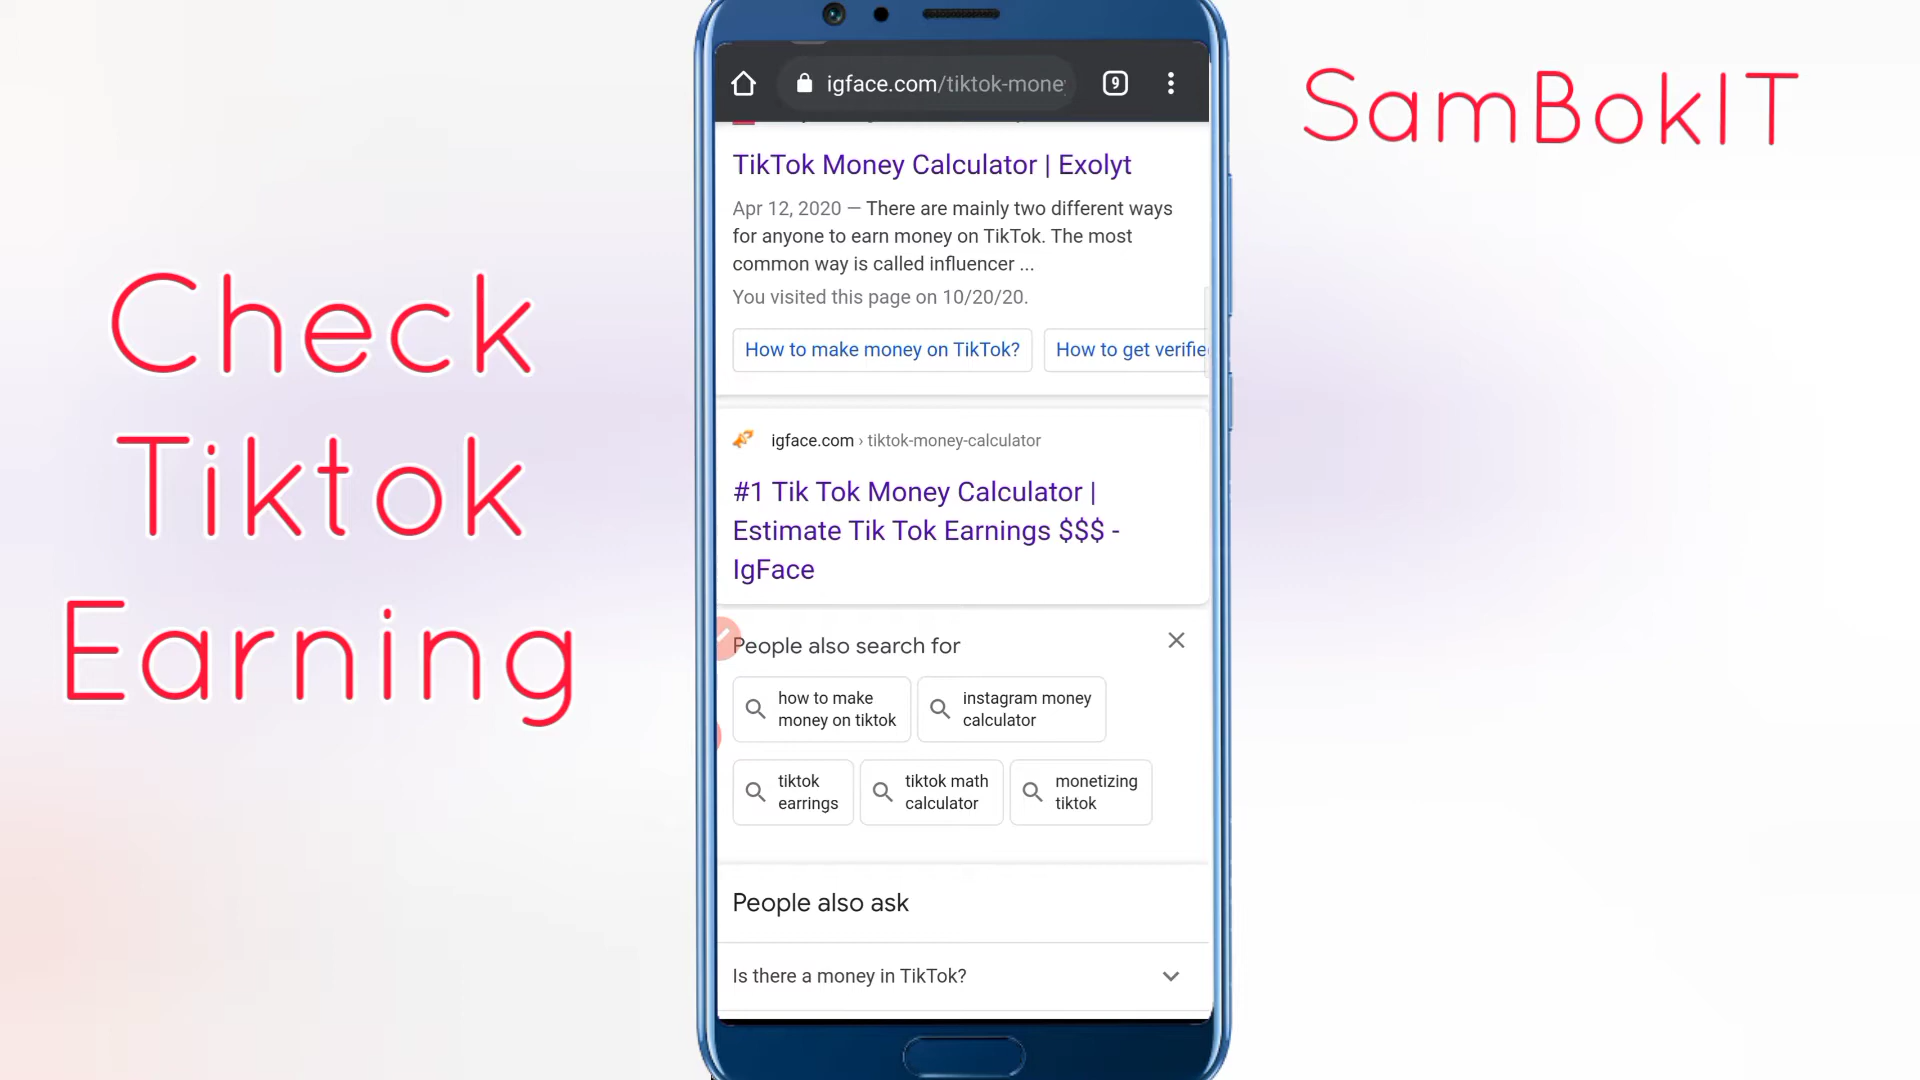 SamBokIT
Check
Tiktok
Earning
igface.com/tiktok-mone
9
TikTok Money Calculator | Exolyt
Apr 12, 2020 — There are mainly two different ways
for anyone to earn money on TikTok. The most
common way is called influencer ...
You visited this page on 10/20/20.
How to make money on TikTok?
How to get verifie
igface.com › tiktok-money-calculator
#1 Tik Tok Money Calculator |
Estimate Tik Tok Earnings $$$ -
IgFace
People also search for
how to make
money on tiktok
instagram money
calculator
tiktok
earrings
tiktok math
calculator
monetizing
tiktok
People also ask
Is there a money in TikTok?